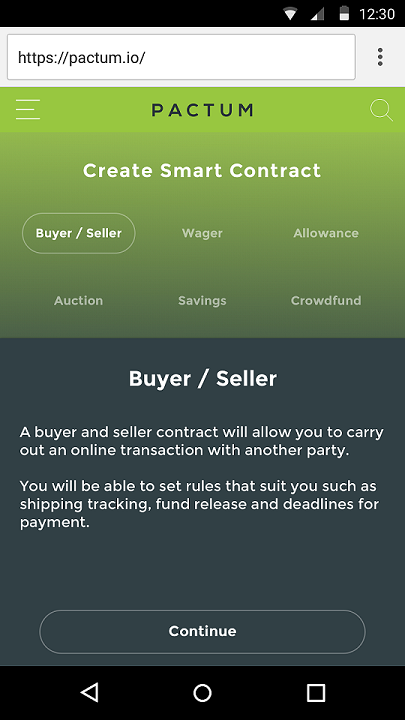 12:30
https://pactum.io/
PACTUM
Create Smart Contract
Buyer / Seller
Wager
Allowance
Auction
Savings
Crowdfund
Buyer / Seller
A buyer and seller contract will allow you to carry
out an online transaction with another party.
You will be able to set rules that suit you such as
shipping tracking, fund release and deadlines for
payment.
Continue